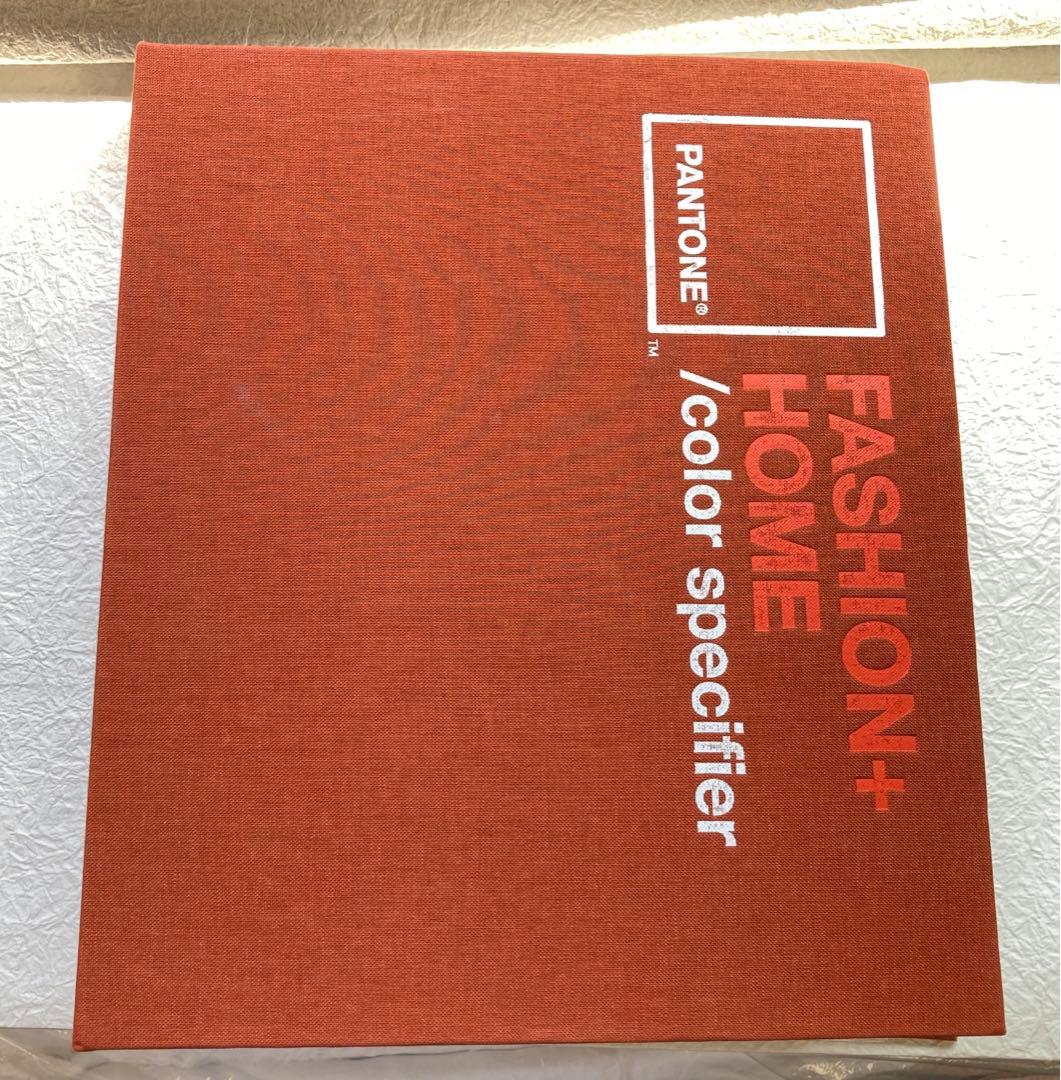 PANTONE®
™
FASHION+
HOME
/color specifier